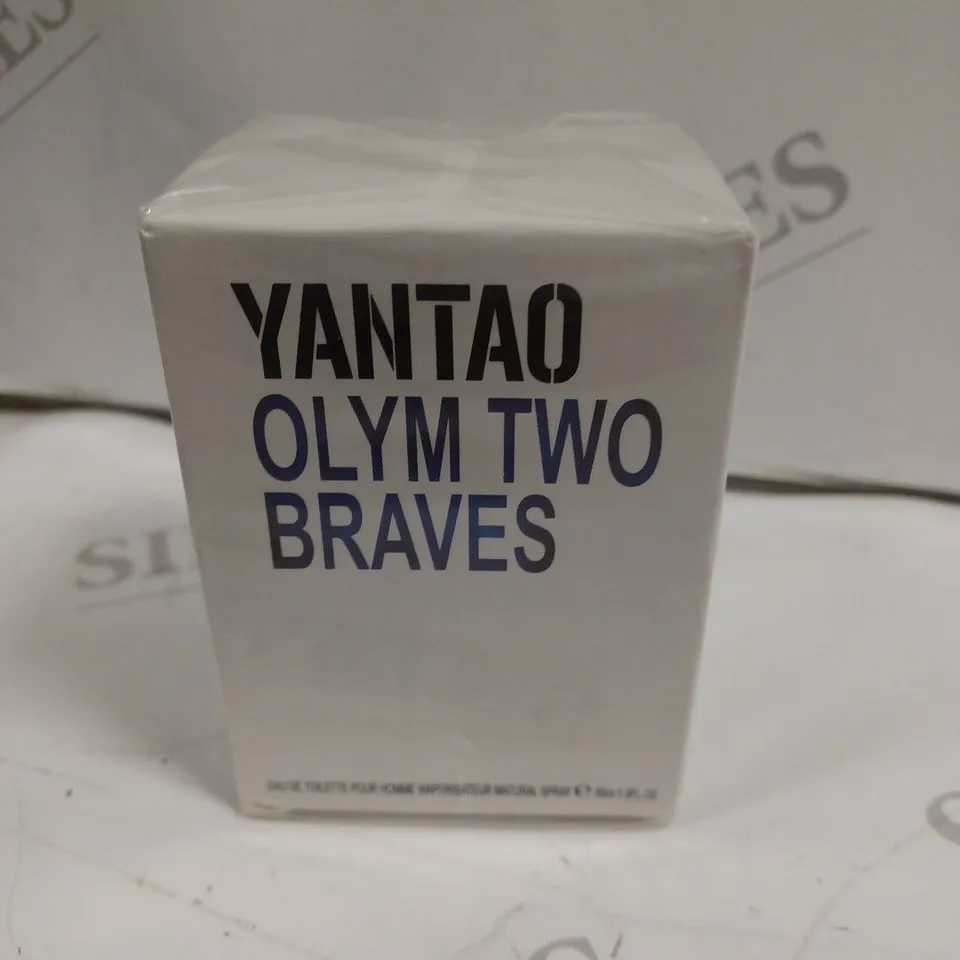 YANTAO
OLYM TWO
BRAVES
EAU DE TOILETTE POUR HOMME VAPORISATEUR NATURAL SPRAY